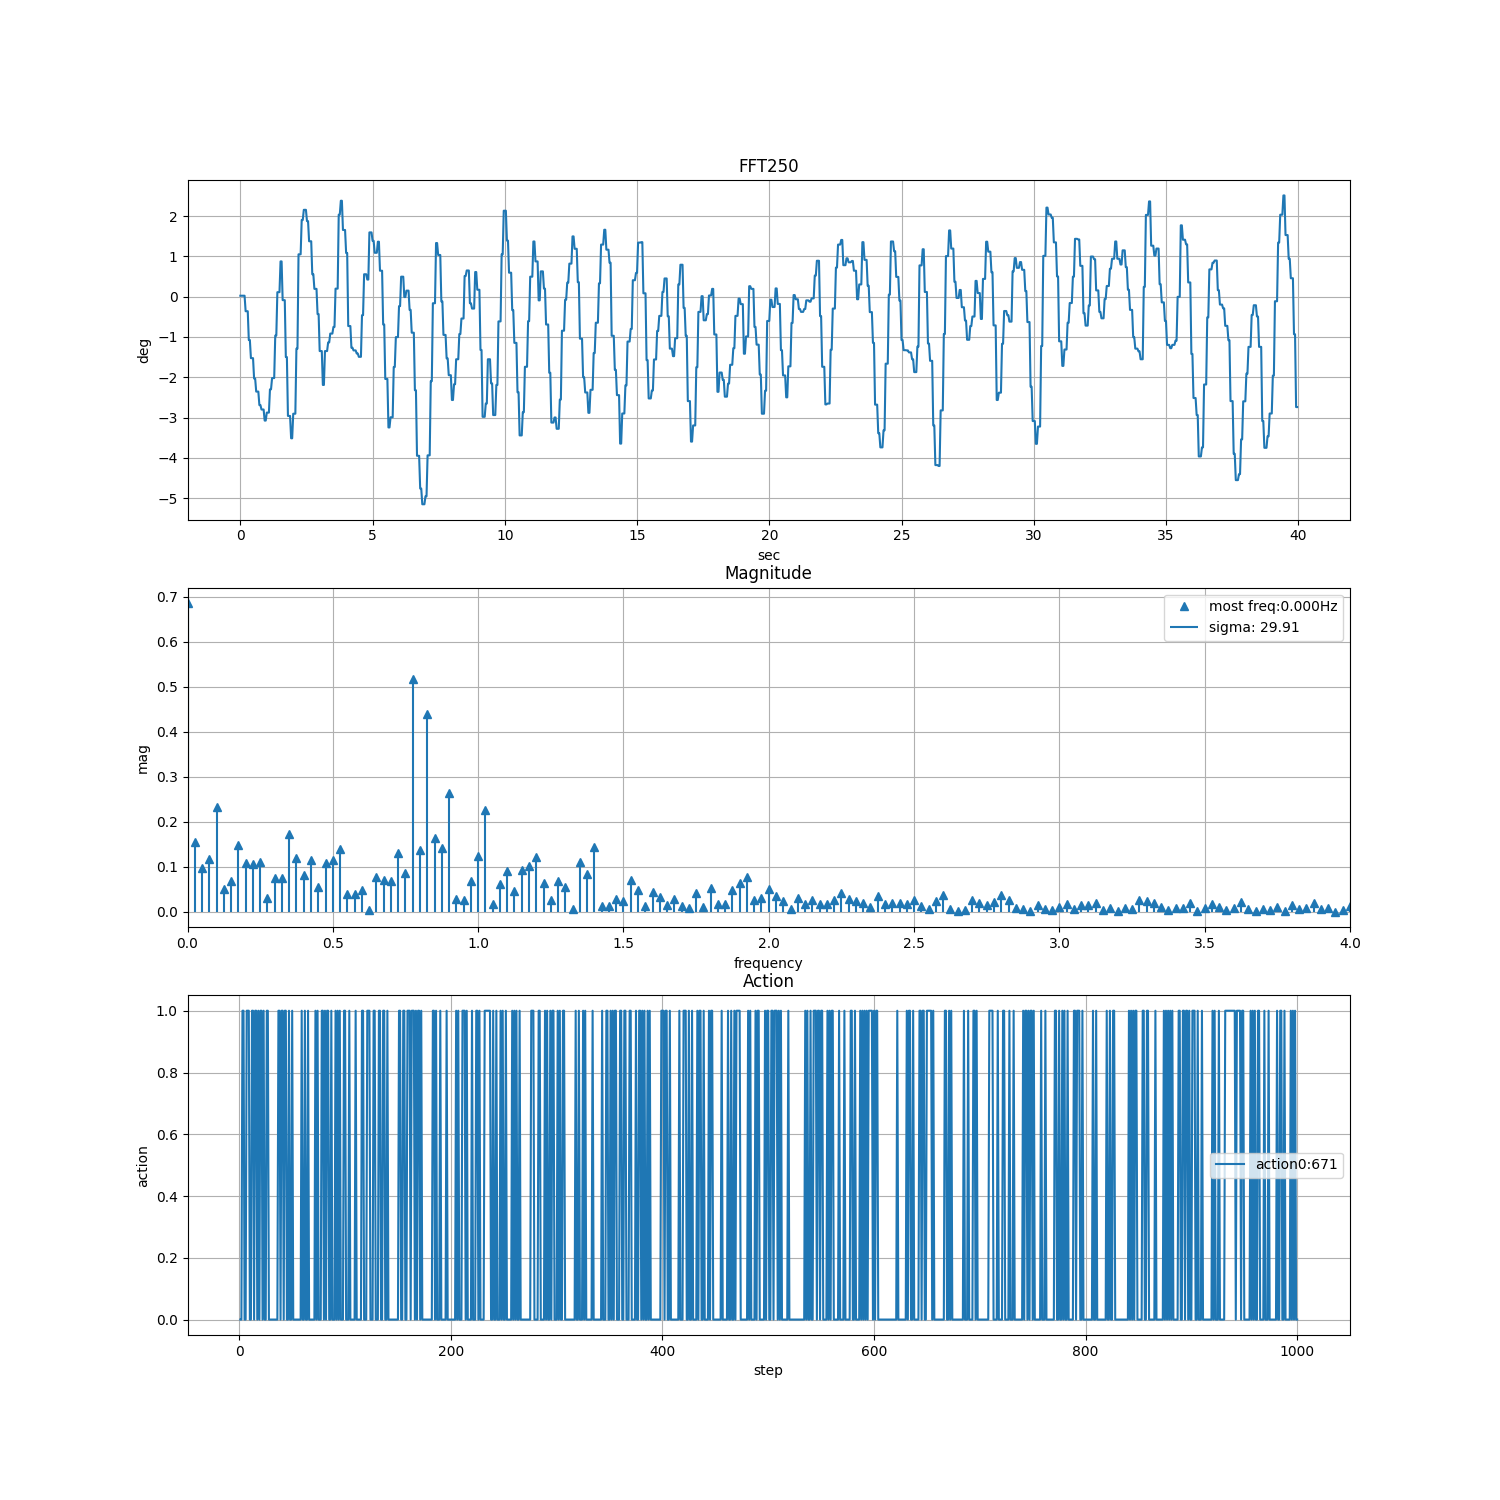 FFT250
2
1
0
−1
−2
−3
−4
−5
deg
0 5 10 15 20 25 30 35 40
sec
Magnitude
0.7
0.6
0.5
0.4
0.3
0.2
0.1
0.0
mag
most freq:0.000Hz
sigma: 29.91
0.0 0.5 1.0 1.5 2.0 2.5 3.0 3.5 4.0
frequency
Action
1.0
0.8
0.6
0.4
0.2
0.0
action
action0:671
0 200 400 600 800 1000
step